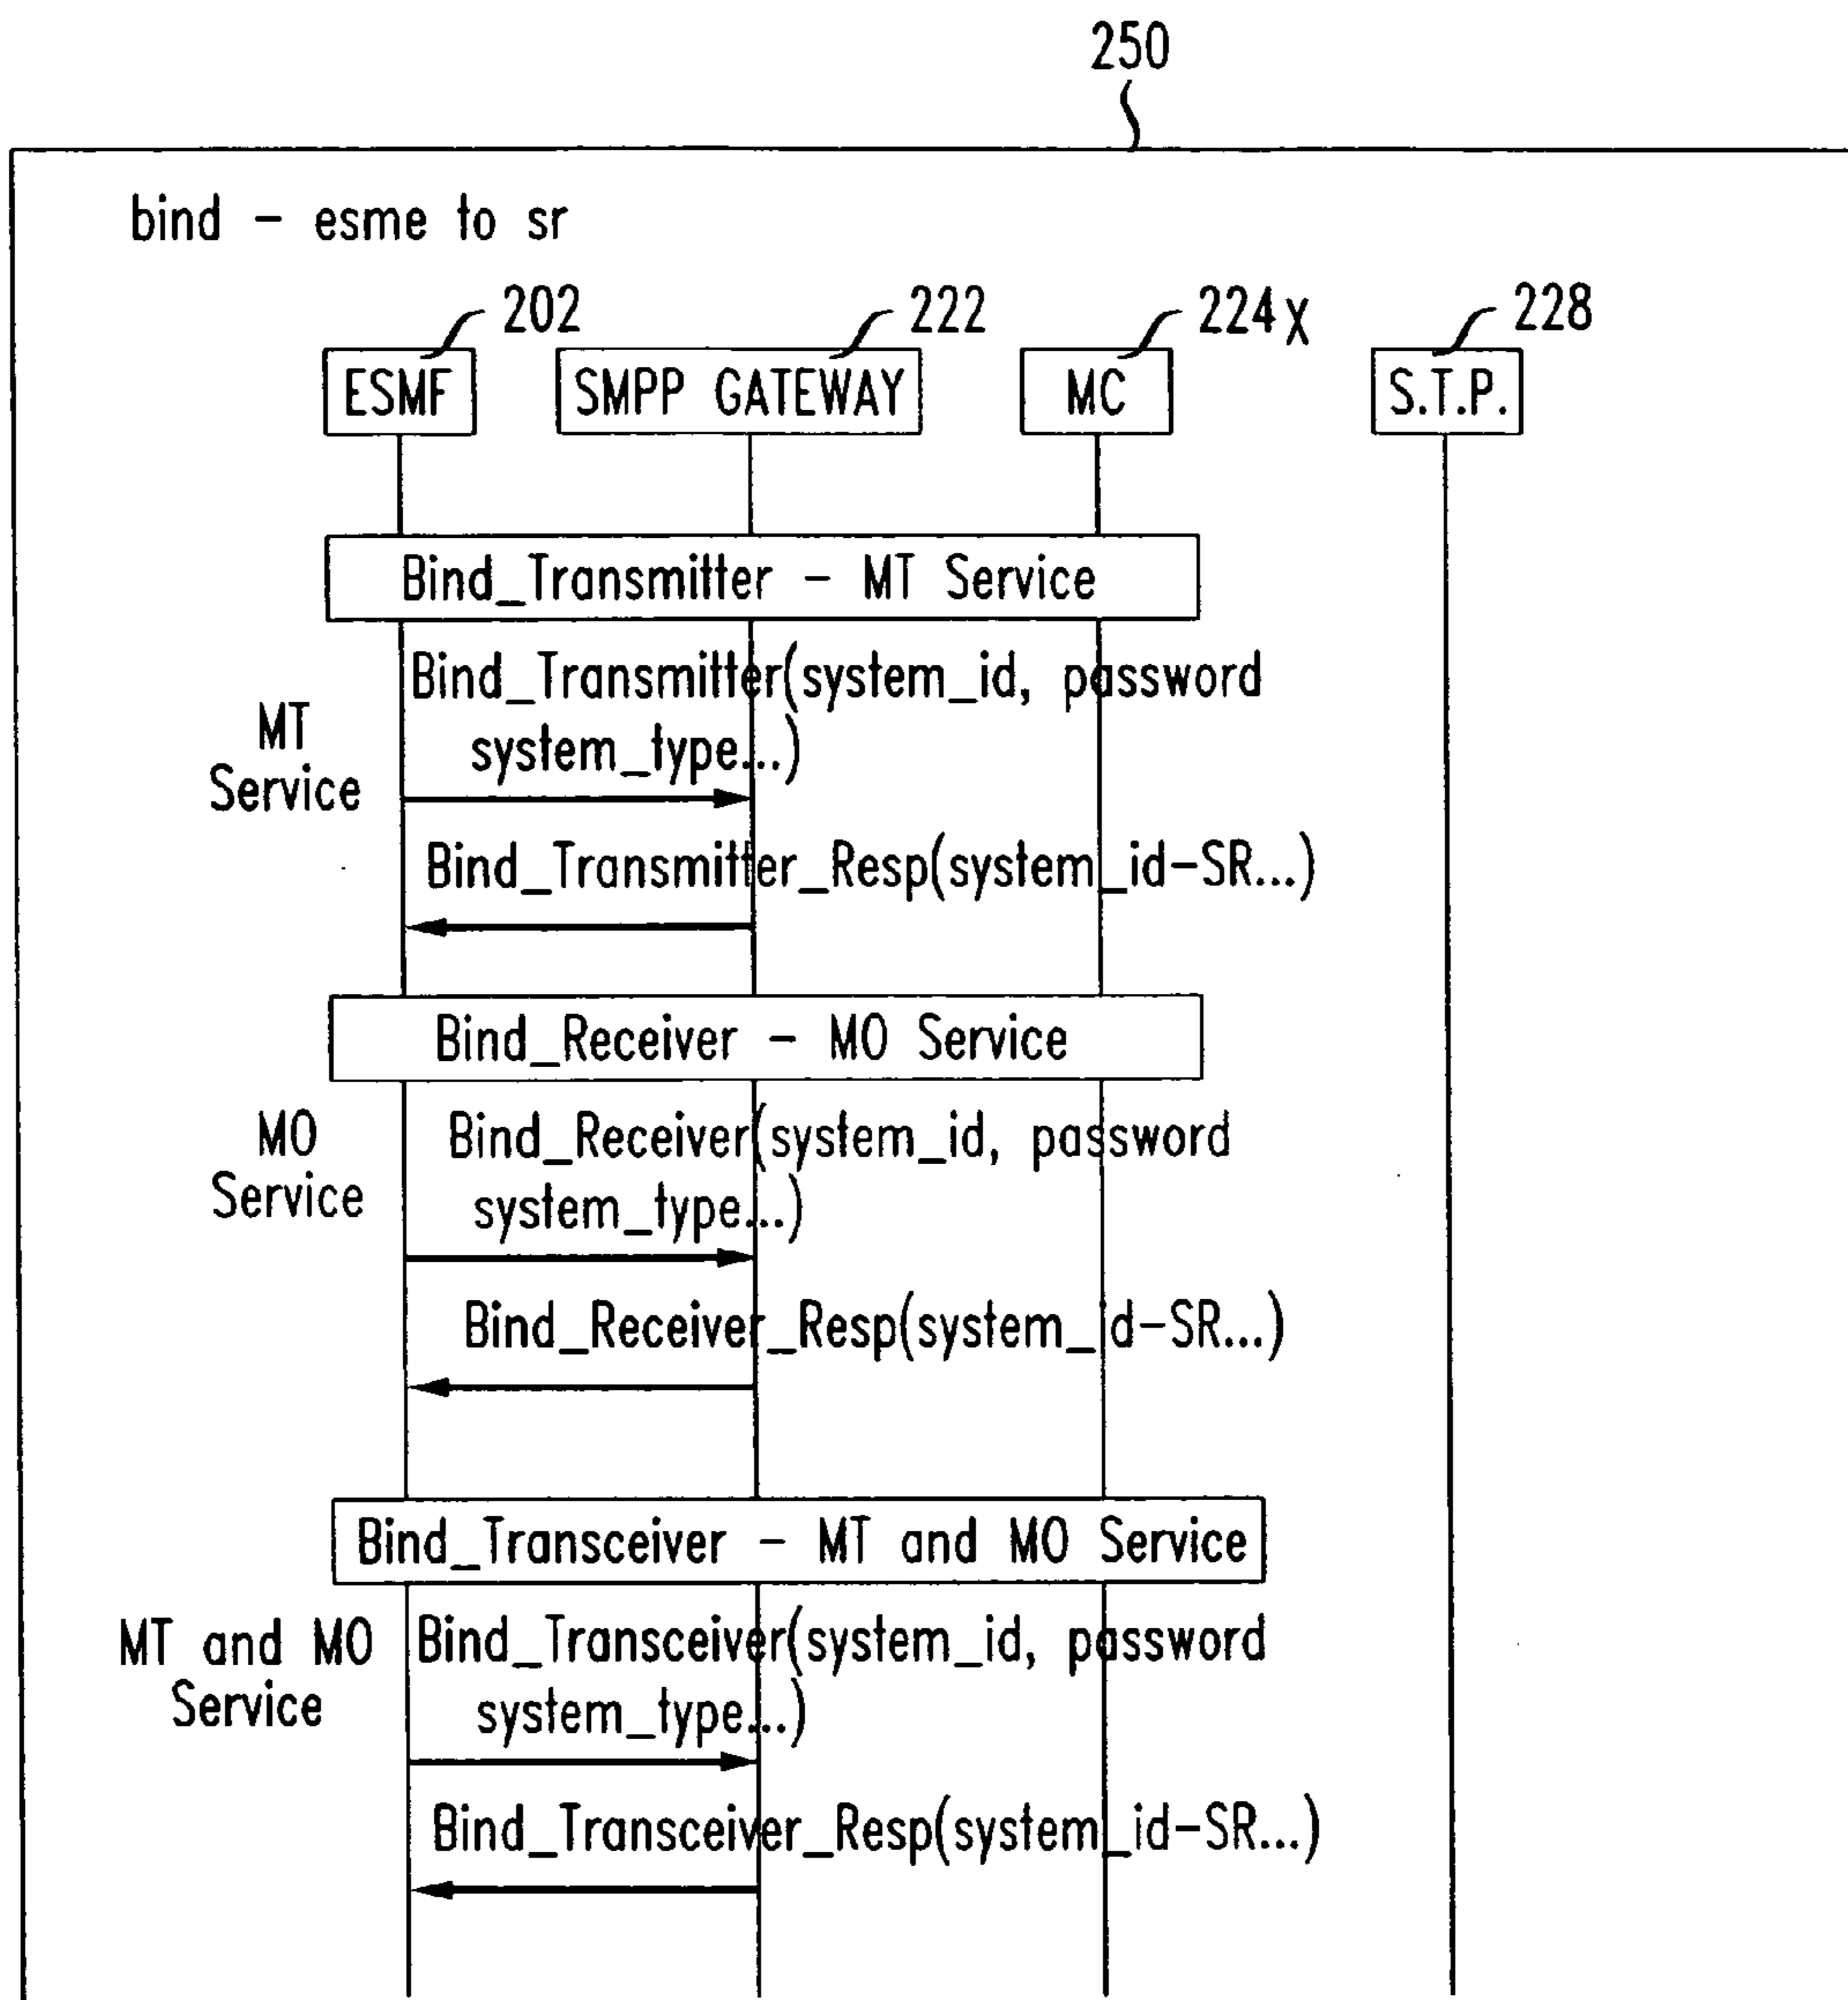 250
bind - esme to sr
202
222
224x
228
ESMF
SMPP GATEWAY
MC
S.T.P.
Bind_Transmitter - MT Service
MT
Service
Bind_Transmitter(system_id, password
system_type...)
Bind_Transmitter_Resp(system_id-SR...)
Bind_Receiver - MO Service
MO
Service
Bind_Receiver(system_id, password
system_type...)
Bind_Receiver_Resp(system_id-SR...)
Bind_Transceiver - MT and MO Service
MT and MO
Service
Bind_Transceiver(system_id, password
system_type...)
Bind_Transceiver_Resp(system_id-SR...)